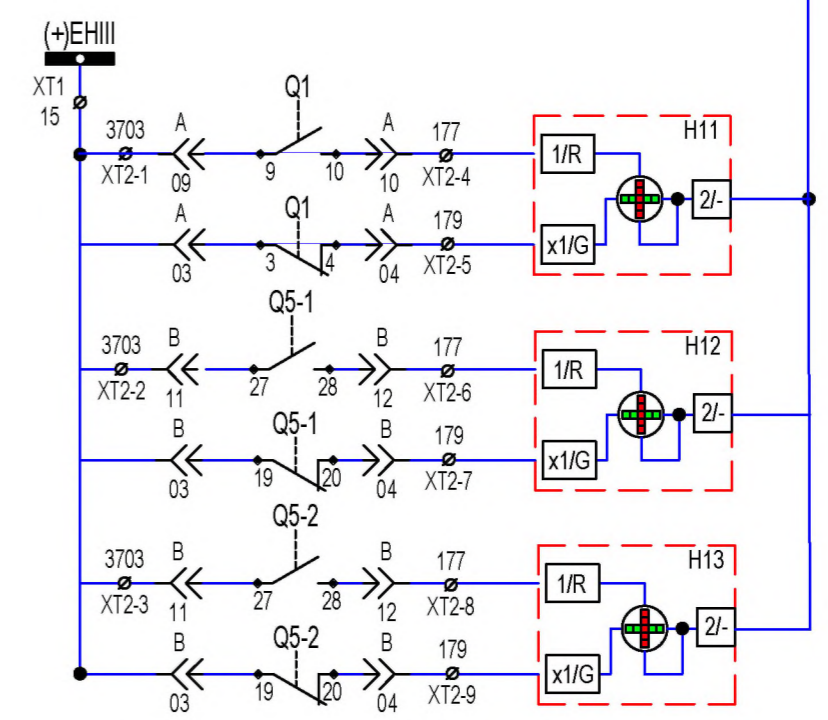 (+)EHIII
XT1
15
Q1
3703 A A 177 H11
1/R
XT2-1 09 9 10 10 XT2-4
2/-
A Q1 A 179
x1/G
03 3 4 04 XT2-5
Q5-1
3703 B B 177 H12
1/R
XT2-2 11 27 28 12 XT2-6
2/-
B Q5-1 B 179
x1/G
03 19 20 04 XT2-7
Q5-2
3703 B B 177 H13
1/R
XT2-3 11 27 28 12 XT2-8
2/-
B Q5-2 B 179
x1/G
03 19 20 04 XT2-9